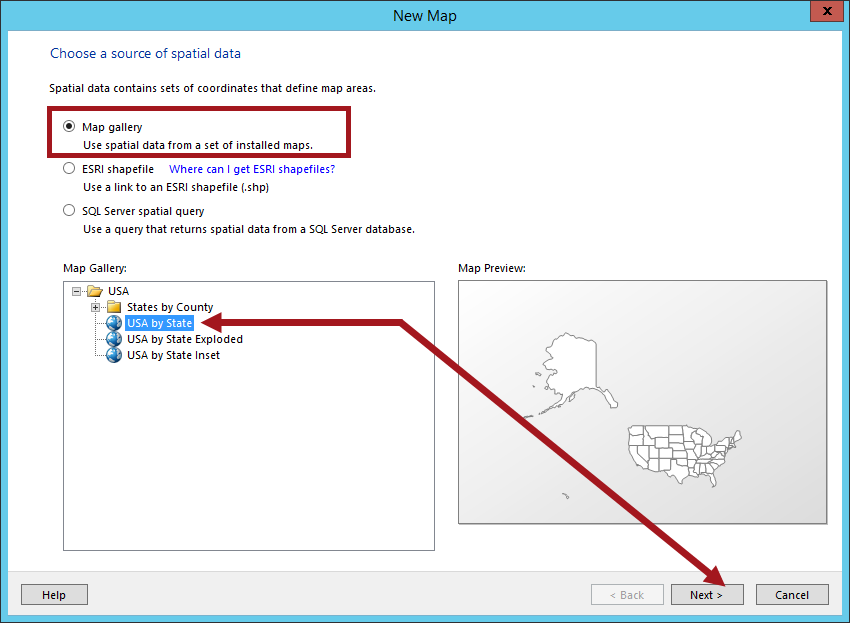 New Map
x
Choose a source of spatial data
Spatial data contains sets of coordinates that define map areas.
Map gallery
Use spatial data from a set of installed maps.
ESRI shapefile Where can I get ESRI shapefiles?
Use a link to an ESRI shapefile (.shp)
SQL Server spatial query
Use a query that returns spatial data from a SQL Server database.
Map Gallery:
Map Preview:
USA
States by County
USA by State
USA by State Exploded
USA by State Inset
Help
< Back
Next >
Cancel